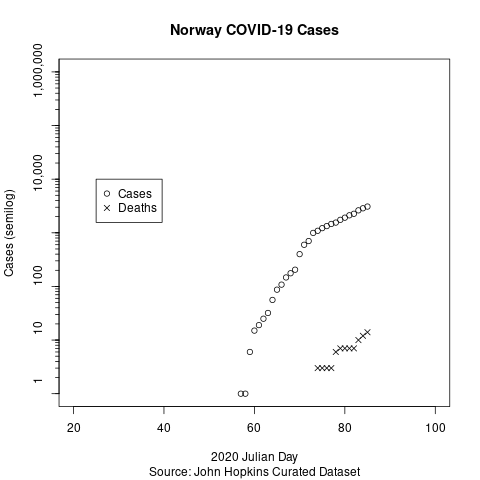 Norway COVID-19 Cases
Cases (semilog)
1,000,000
10,000
100
10
1
Cases
Deaths
20 40 60 80 100
2020 Julian Day
Source: John Hopkins Curated Dataset